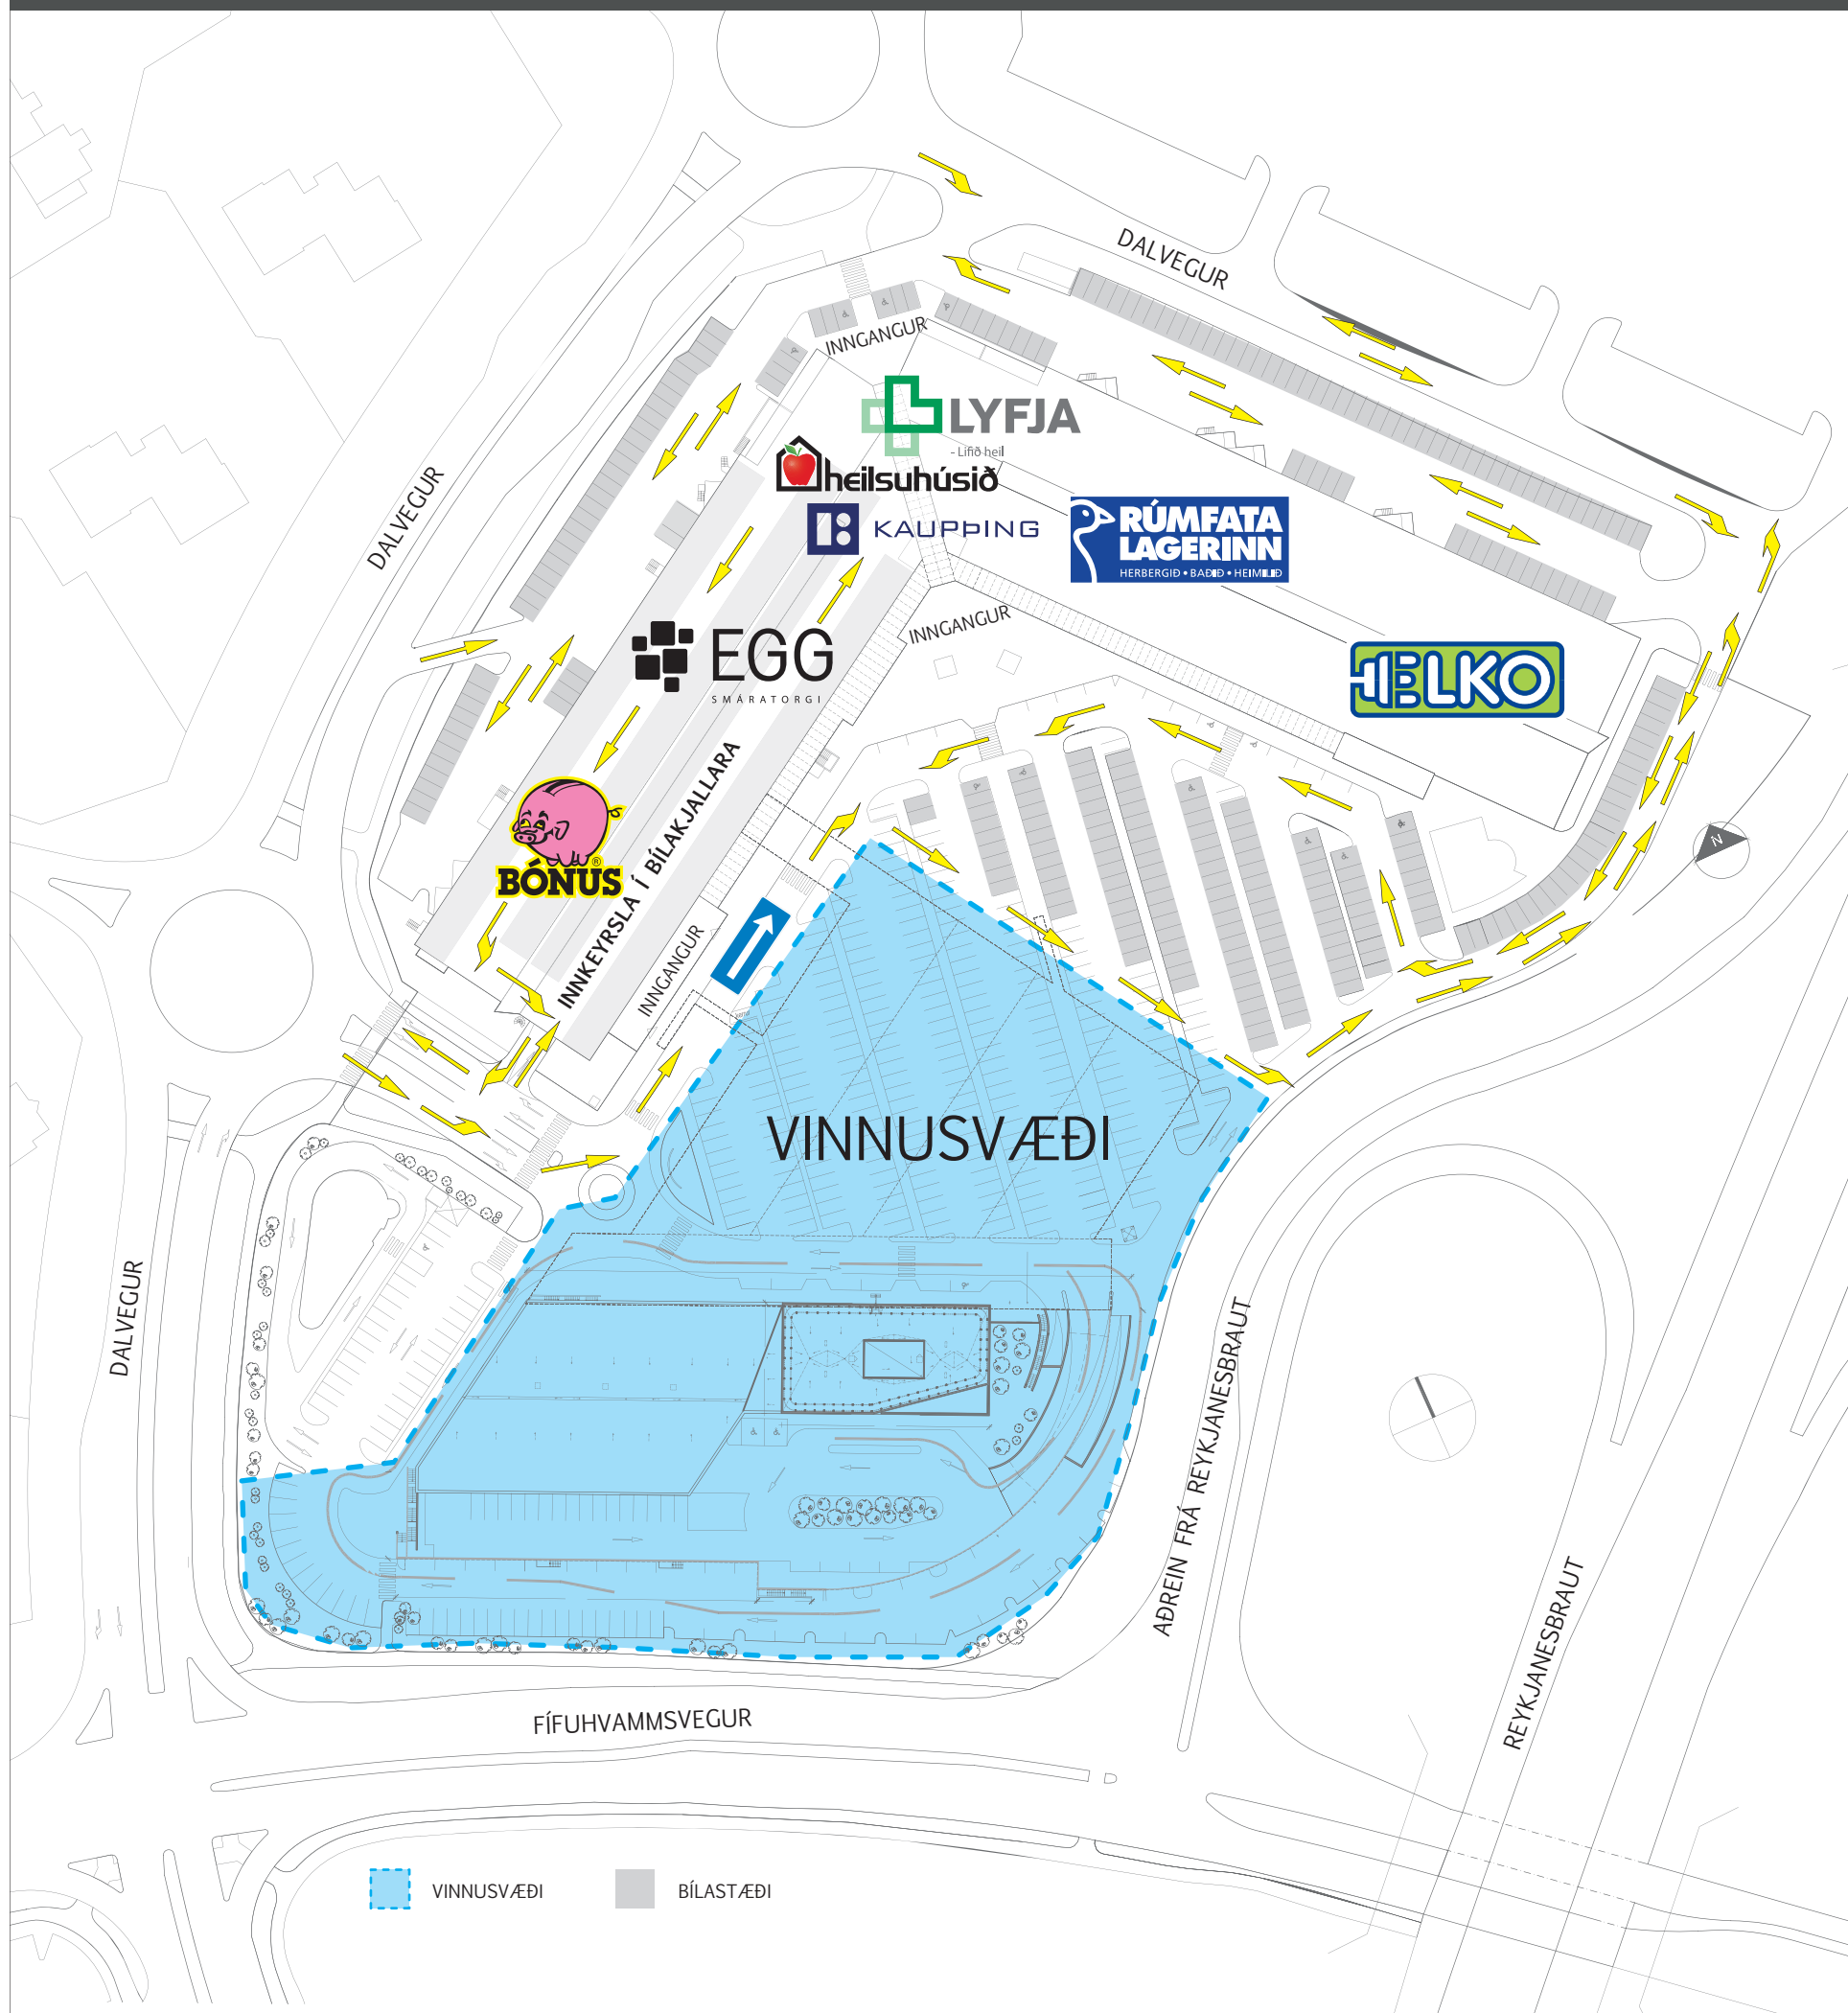 DALVEGUR
INNGANGUR
LYFJA
- Lifið heil
heilsuhúsið
KAUPÞING
RÚMFATA
LAGERINN
HERBERGIÐ • BAÐIÐ • HEIMILIÐ
DALVEGUR
INNGANGUR
EGG
SMÁRATORGI
ELKO
BÓNUS
®
INNKEYRSLA Í BÍLAKJALLARA
INNGANGUR
N
VINNUSVÆÐI
DALVEGUR
AÐREIN FRÁ REYKJANESBRAUT
REYKJANESBRAUT
FÍFUHVAMMSVEGUR
VINNUSVÆÐI
BÍLASTÆÐI